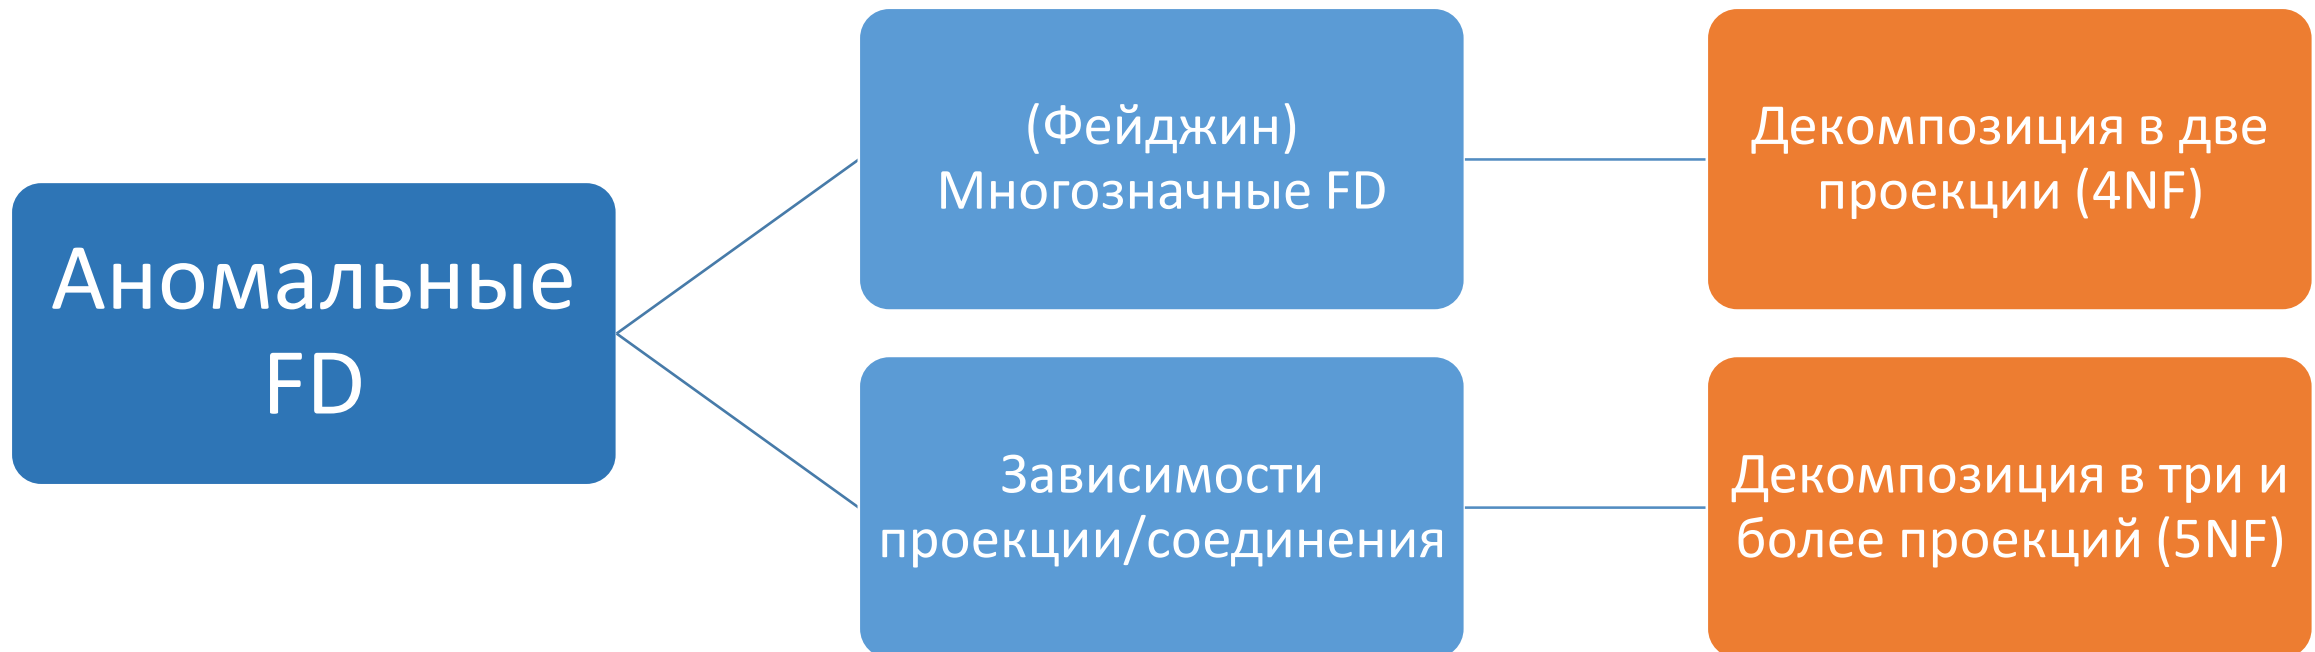 Аномальные
FD
(Фейджин)
Многозначные FD
Декомпозиция в две
проекции (4NF)
Зависимости
проекции/соединения
Декомпозиция в три и
более проекций (5NF)